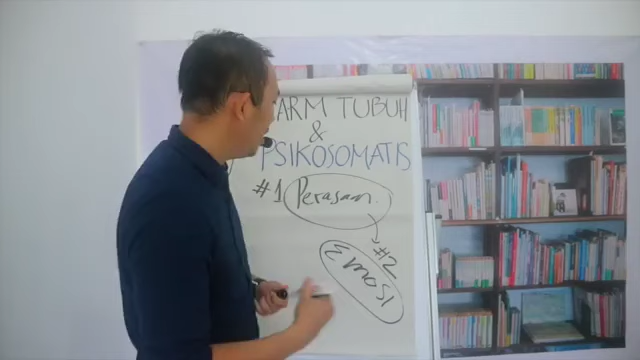 ARM TUBUH
&
PSIKOSOMATIS
#1 Perasaan
#2
Emosi